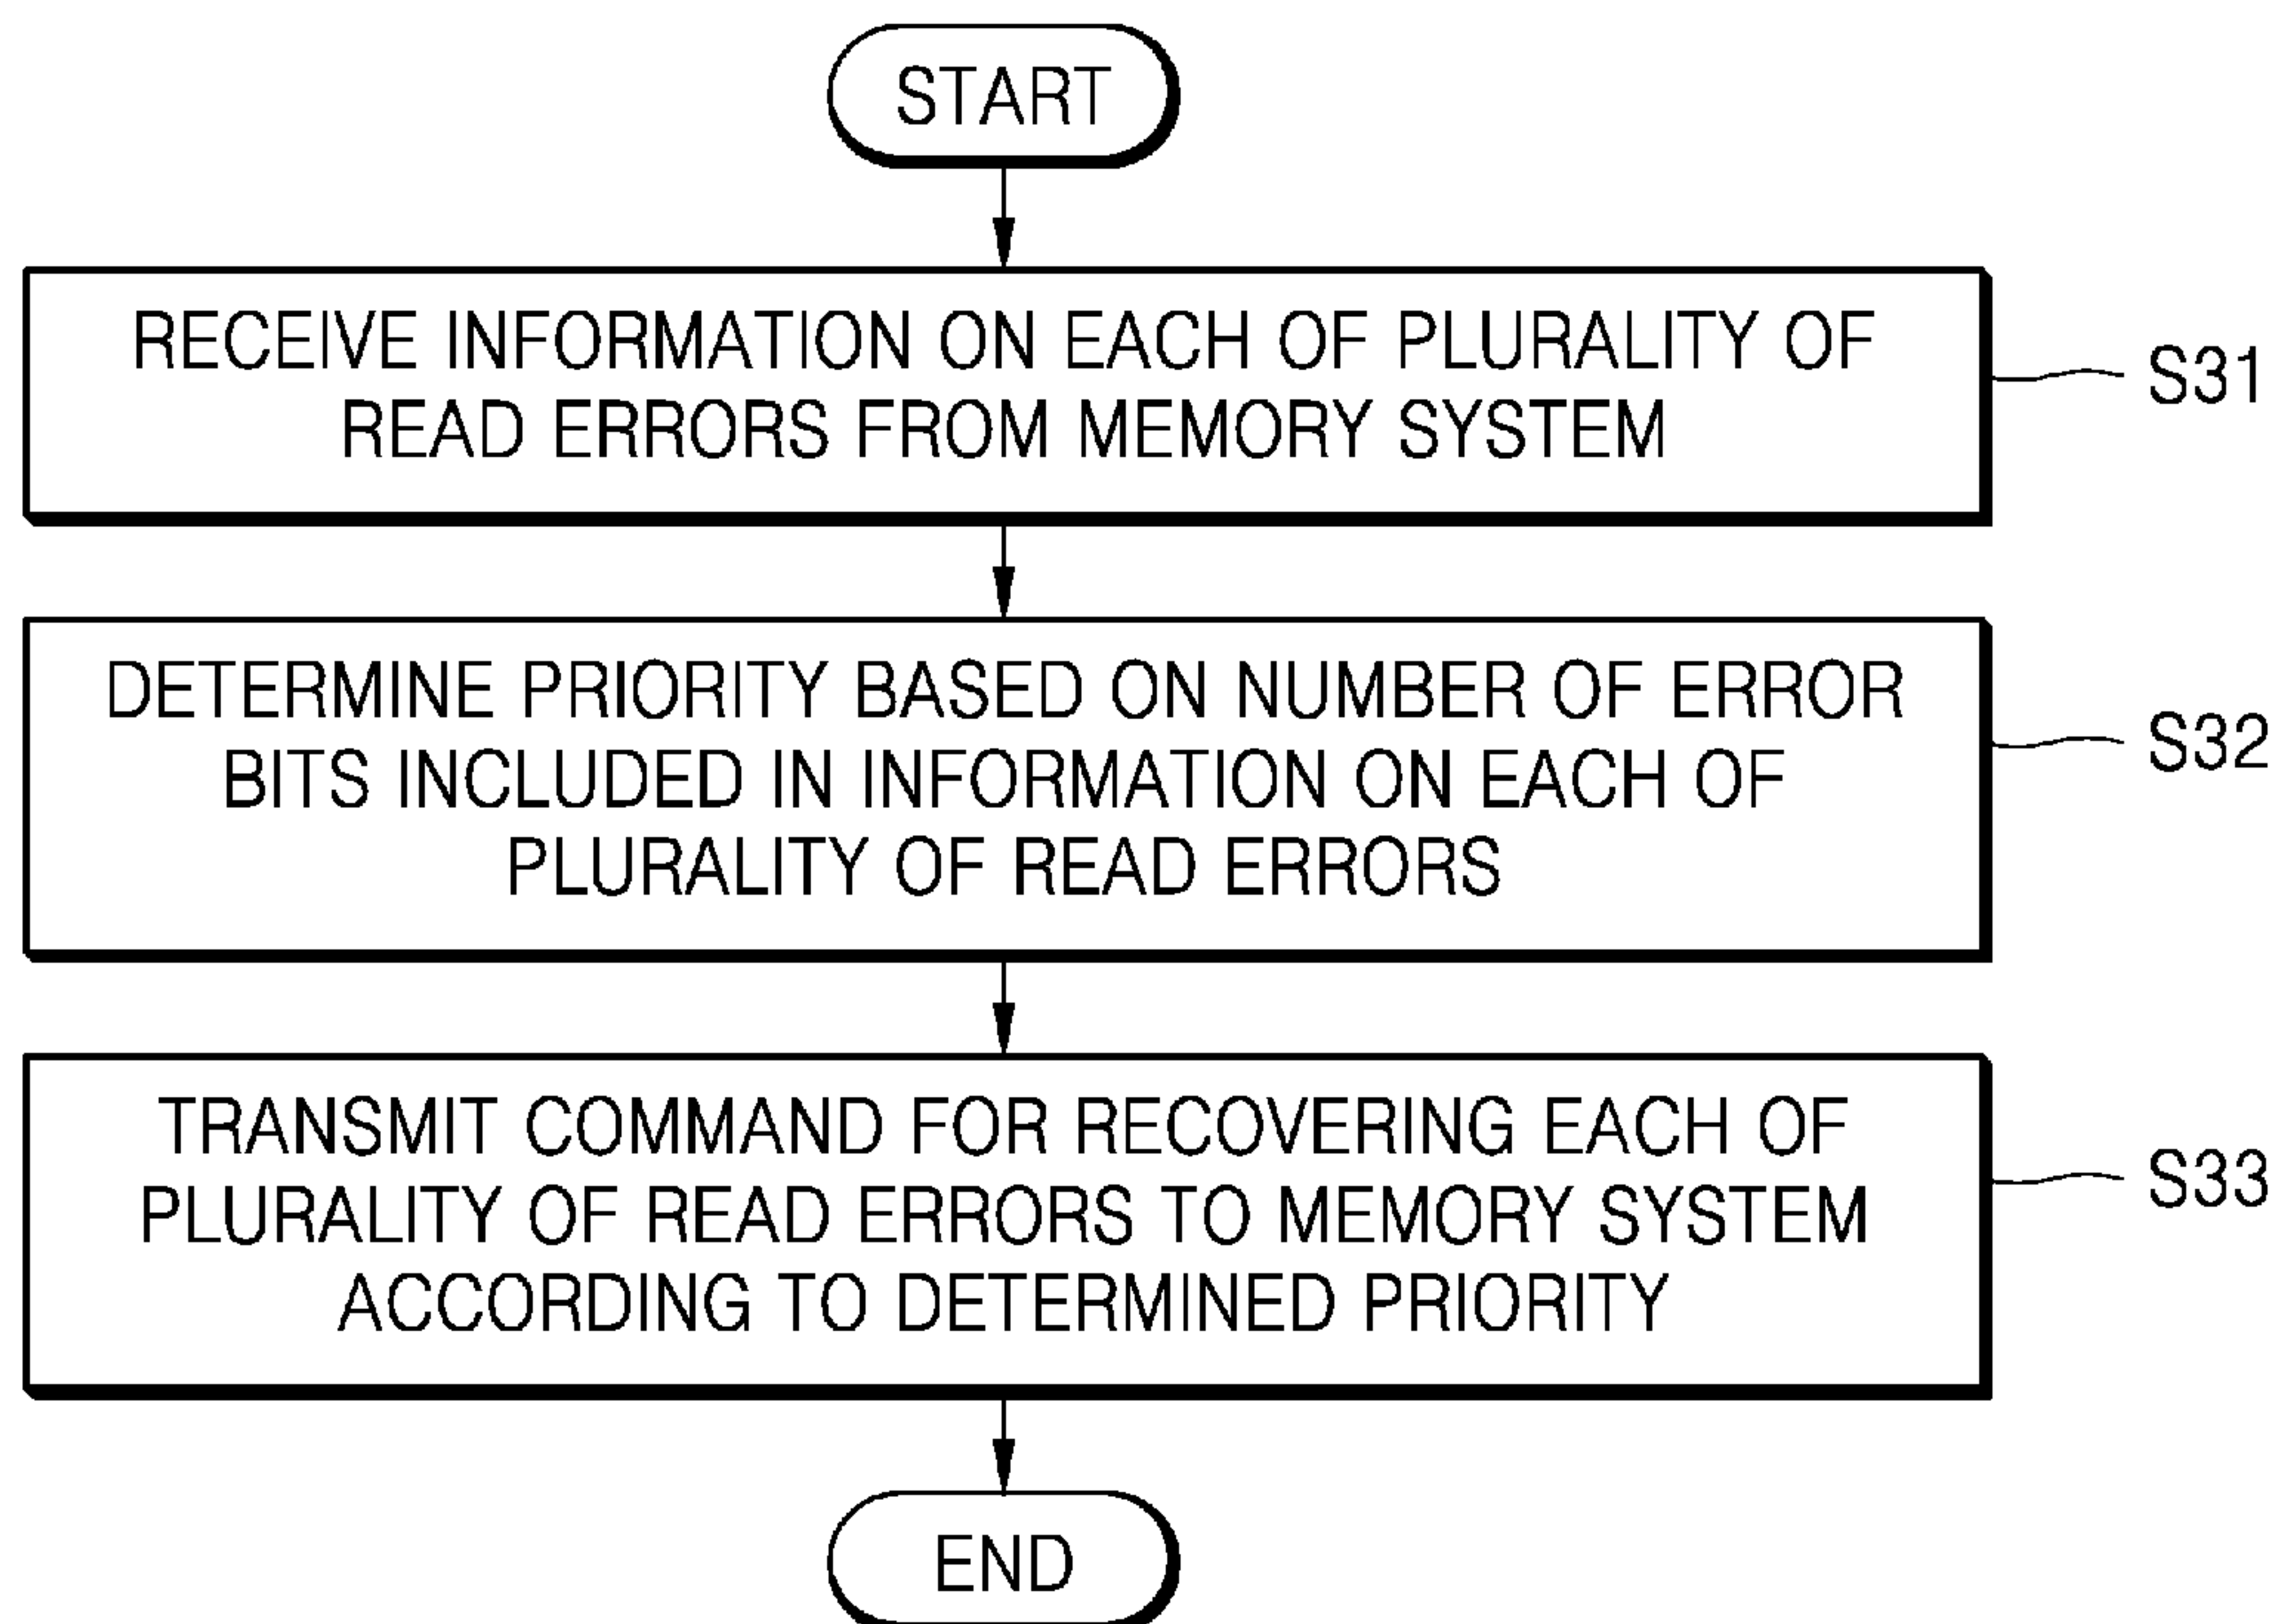 START
RECEIVE INFORMATION ON EACH OF PLURALITY OF
READ ERRORS FROM MEMORY SYSTEM
S31
DETERMINE PRIORITY BASED ON NUMBER OF ERROR
BITS INCLUDED IN INFORMATION ON EACH OF
PLURALITY OF READ ERRORS
S32
TRANSMIT COMMAND FOR RECOVERING EACH OF
PLURALITY OF READ ERRORS TO MEMORY SYSTEM
ACCORDING TO DETERMINED PRIORITY
S33
END